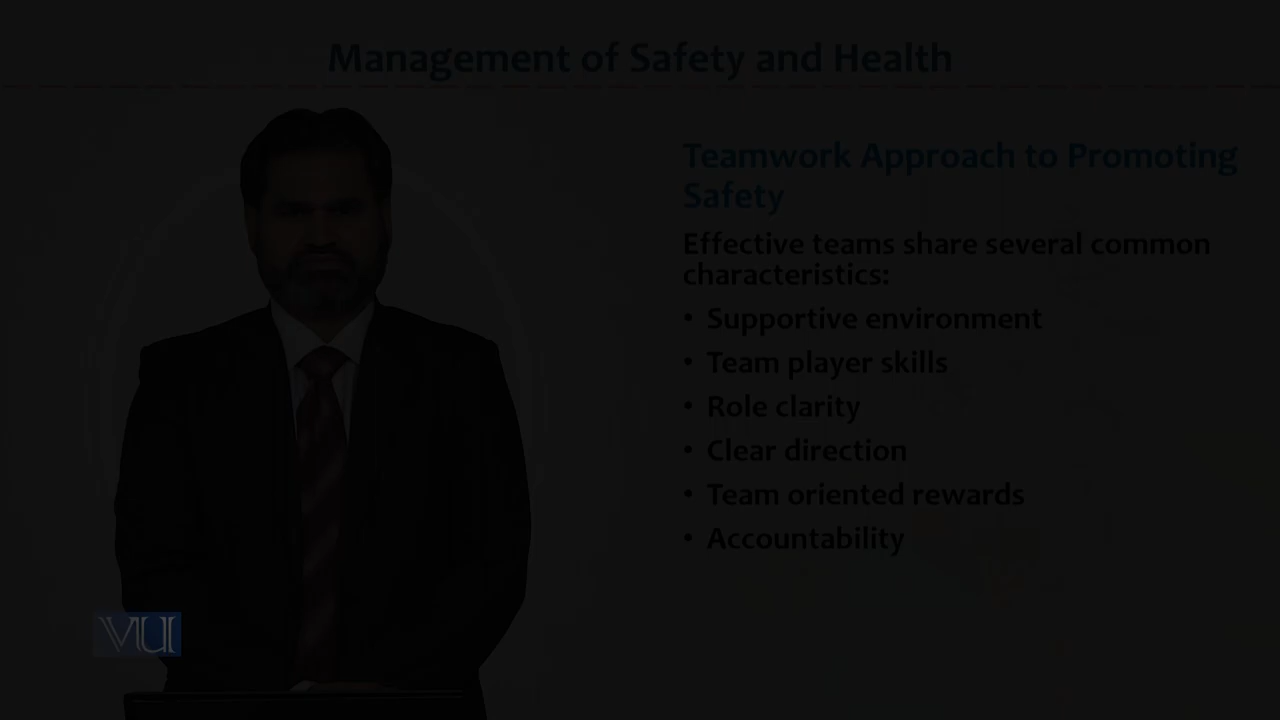 Management of Safety and Health
Teamwork Approach to Promoting
Safety
Effective teams share several common
characteristics:
• Supportive environment
• Team player skills
• Role clarity
• Clear direction
• Team oriented rewards
• Accountability
VU